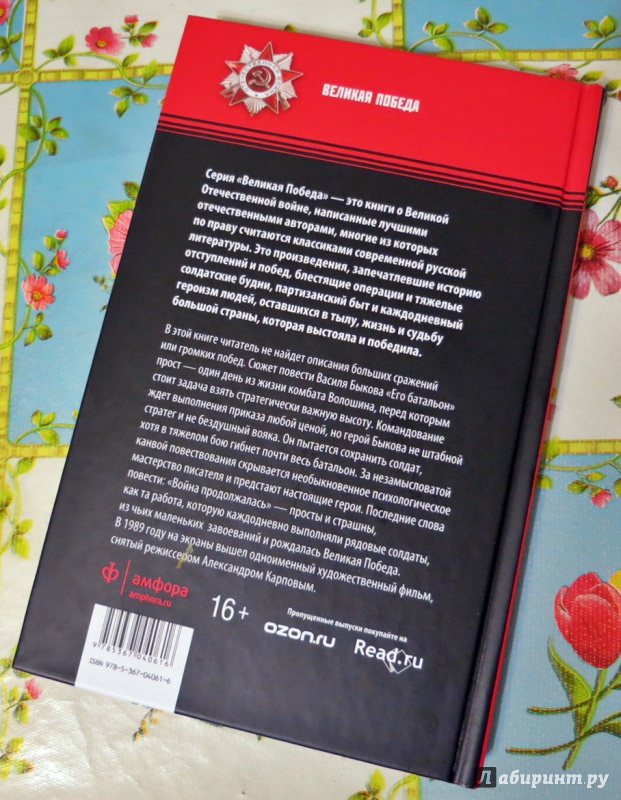 ВЕЛИКАЯ ПОБЕДА
Серия «Великая Победа» — это книги о Великой
Отечественной войне, написанные лучшими
отечественными авторами, многие из которых
по праву считаются классиками современной русской
литературы. Это произведения, запечатлевшие историю
отступлений и побед, блестящие операции и тяжелые
солдатские будни, партизанский быт и каждодневный
героизм людей, оставшихся в тылу, жизнь и судьбу
большой страны, которая выстояла и победила.
В этой книге читатель не найдет описания больших сражений
или громких побед. Сюжет повести Василя Быкова «Его батальон»
прост — один день из жизни комбата Волошина, перед которым
стоит задача взять стратегически важную высоту. Командование
ждет выполнения приказа любой ценой, но герой Быкова не штабной
стратег и не бездушный вояка. Он пытается сохранить солдат,
хотя в тяжелом бою гибнет почти весь батальон. За незамысловатой
канвой повествования скрывается необыкновенное психологическое
мастерство писателя и предстают настоящие герои. Последние слова
повести: «Война продолжалась» — просты и страшны,
как та работа, которую каждодневно выполняли рядовые солдаты,
из чьих маленьких завоеваний и рождалась Великая Победа.
В 1989 году на экраны вышел одноименный художественный фильм,
снятый режиссером Александром Карповым.
амфора
amphora.ru
16+
Пропущенные выпуски покупайте на
OZON.ru
Read.ru
9 785367 040616
ISBN 978-5-367-04061-6
Лабиринт.ру